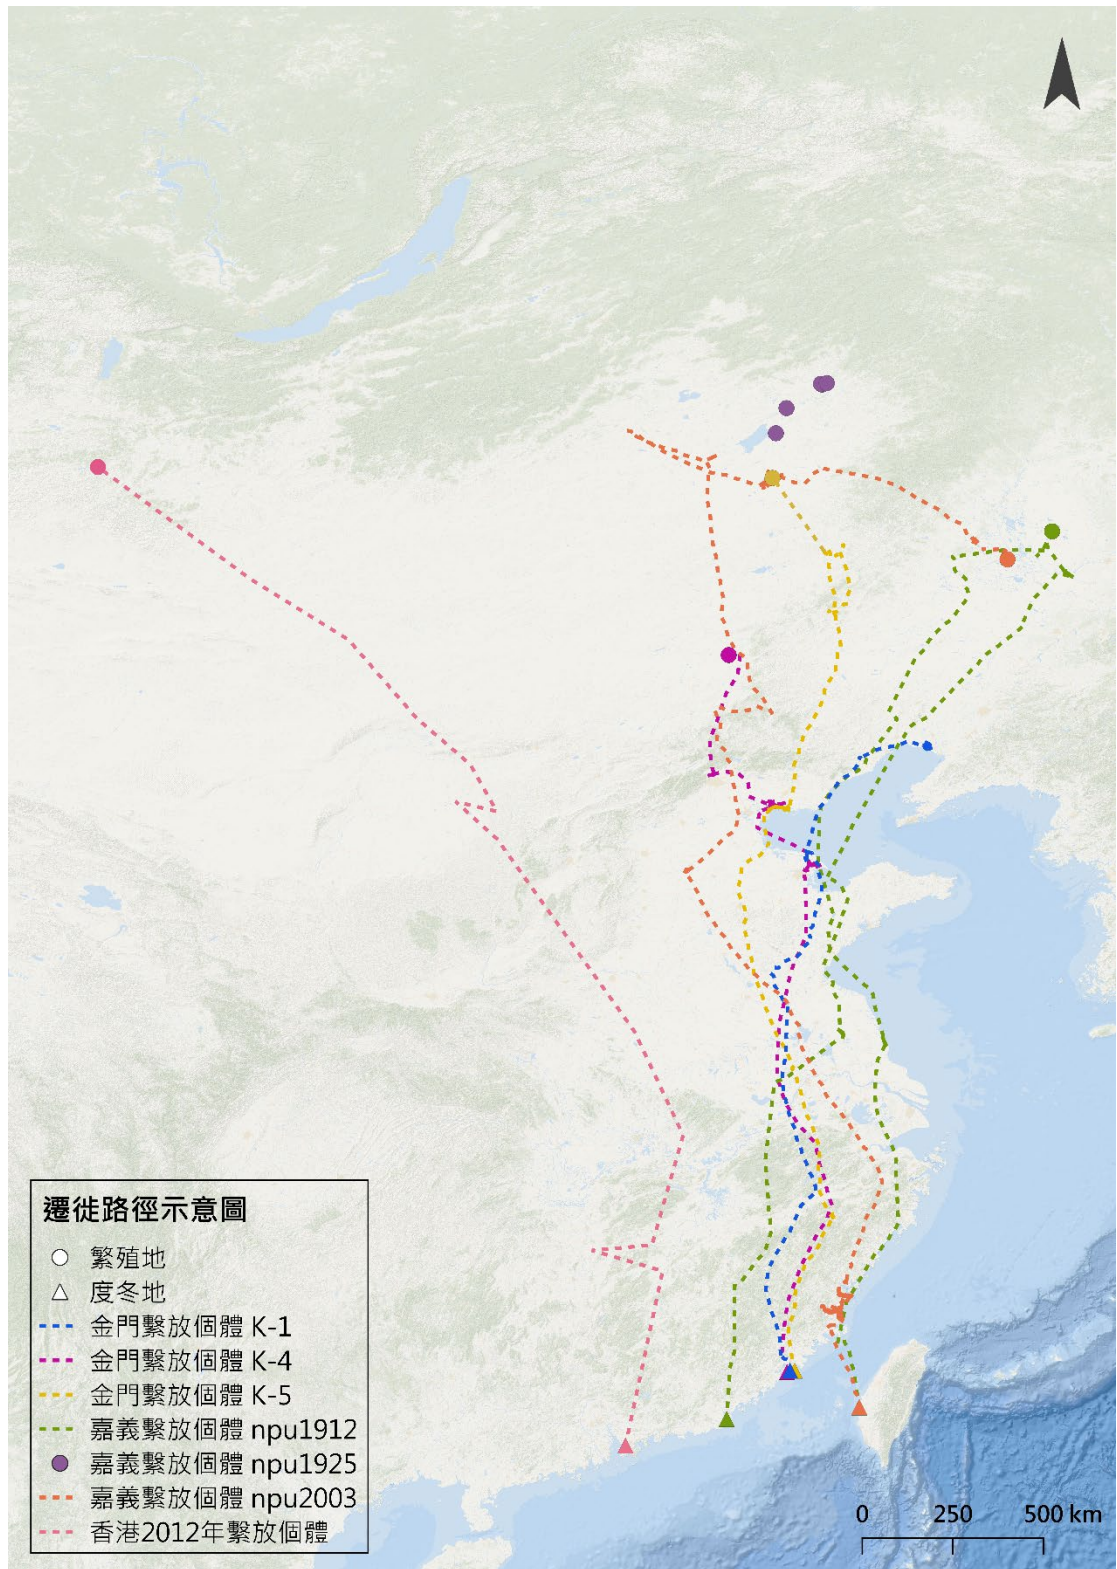 遷徙路徑示意圖
繁殖地
度冬地
金門繫放個體 K-1
金門繫放個體 K-4
金門繫放個體 K-5
嘉義繫放個體 npu1912
嘉義繫放個體 npu1925
嘉義繫放個體 npu2003
香港2012年繫放個體
0 250 500 km